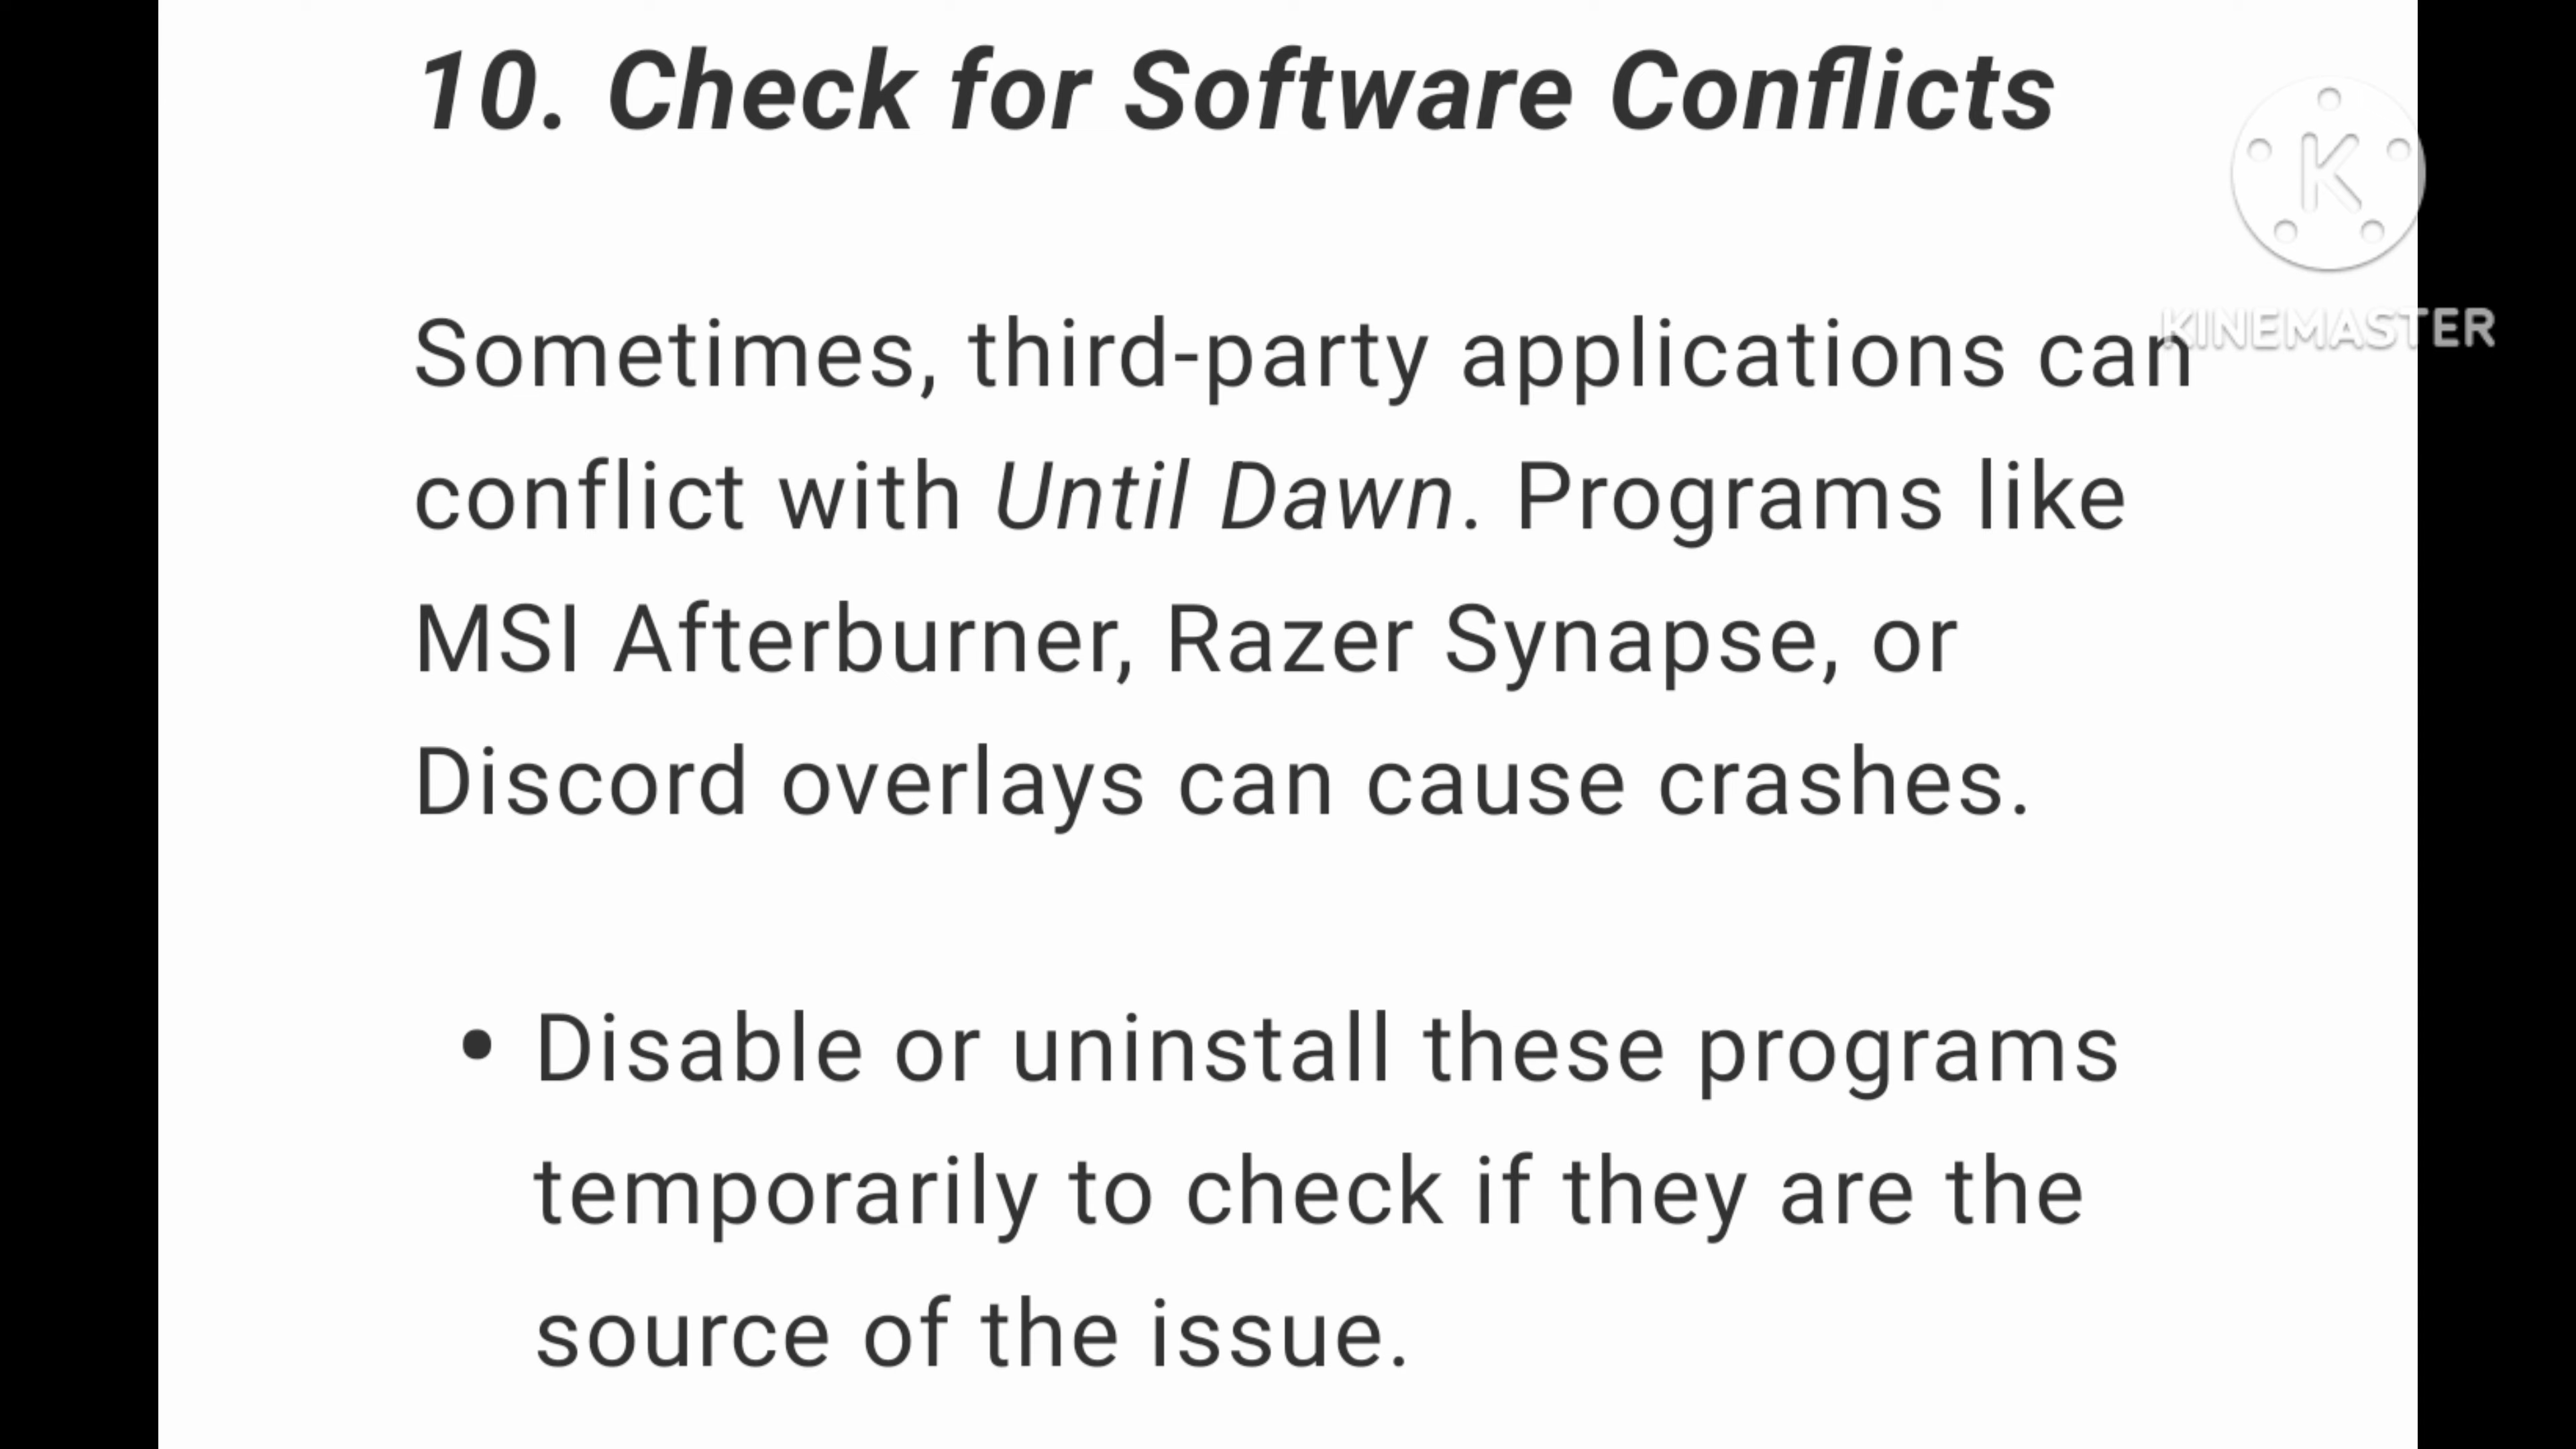 10. Check for Software Conflicts
K
KINEMASTER
Sometimes, third-party applications can
conflict with Until Dawn. Programs like
MSI Afterburner, Razer Synapse, or
Discord overlays can cause crashes.
• Disable or uninstall these programs
temporarily to check if they are the
source of the issue.